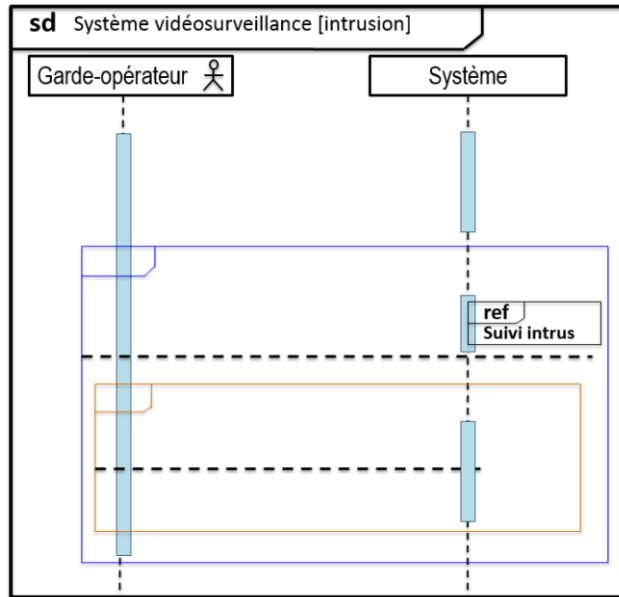 sd Système vidéosurveillance [intrusion]
Garde-opérateur
Système
ref
Suivi intrus